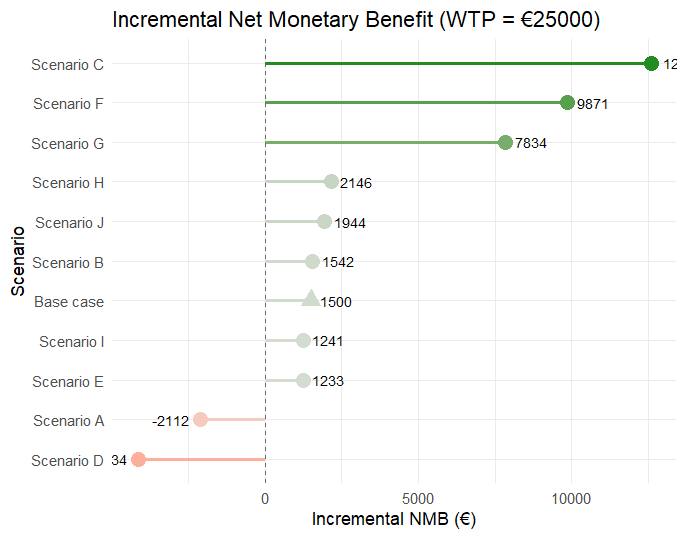 Incremental Net Monetary Benefit (WTP = €25000)
Scenario C 12
Scenario F 9871
Scenario G 7834
Scenario H 2146
Scenario J 1944
Scenario B 1542
Base case 1500
Scenario I 1241
Scenario E 1233
Scenario A -2112
Scenario D 34
Scenario
0 5000 10000
Incremental NMB (€)